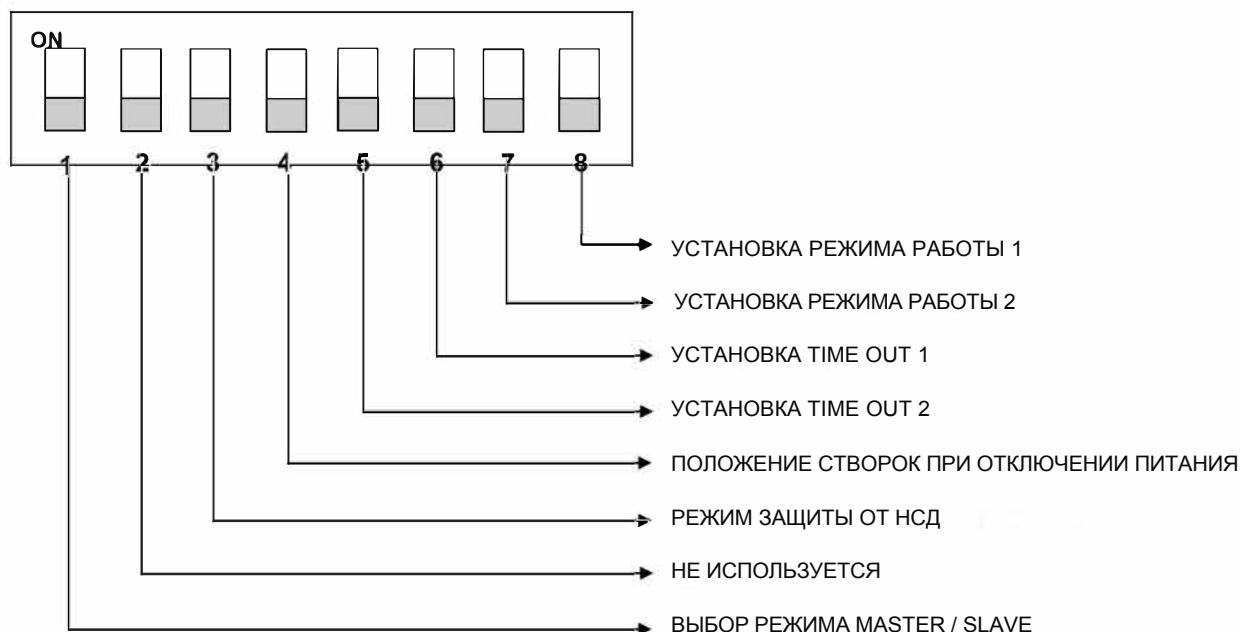 ON
1 2 3 4 5 6 7 8
УСТАНОВКА РЕЖИМА РАБОТЫ 1
УСТАНОВКА РЕЖИМА РАБОТЫ 2
УСТАНОВКА TIME OUT 1
УСТАНОВКА TIME OUT 2
ПОЛОЖЕНИЕ СТВОРОК ПРИ ОТКЛЮЧЕНИИ ПИТАНИЯ
РЕЖИМ ЗАЩИТЫ ОТ НСД
НЕ ИСПОЛЬЗУЕТСЯ
ВЫБОР РЕЖИМА MASTER / SLAVE